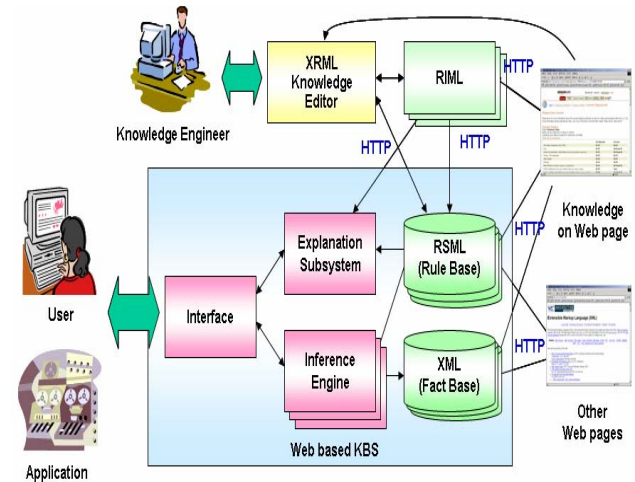 XRML
Knowledge
Editor
RIML
HTTP
Knowledge Engineer
HTTP
HTTP
Knowledge
on Web page
Explanation
Subsystem
RSML
(Rule Base)
HTTP
User
Interface
Inference
Engine
XML
(Fact Base)
HTTP
Other
Web pages
Web based KBS
Application